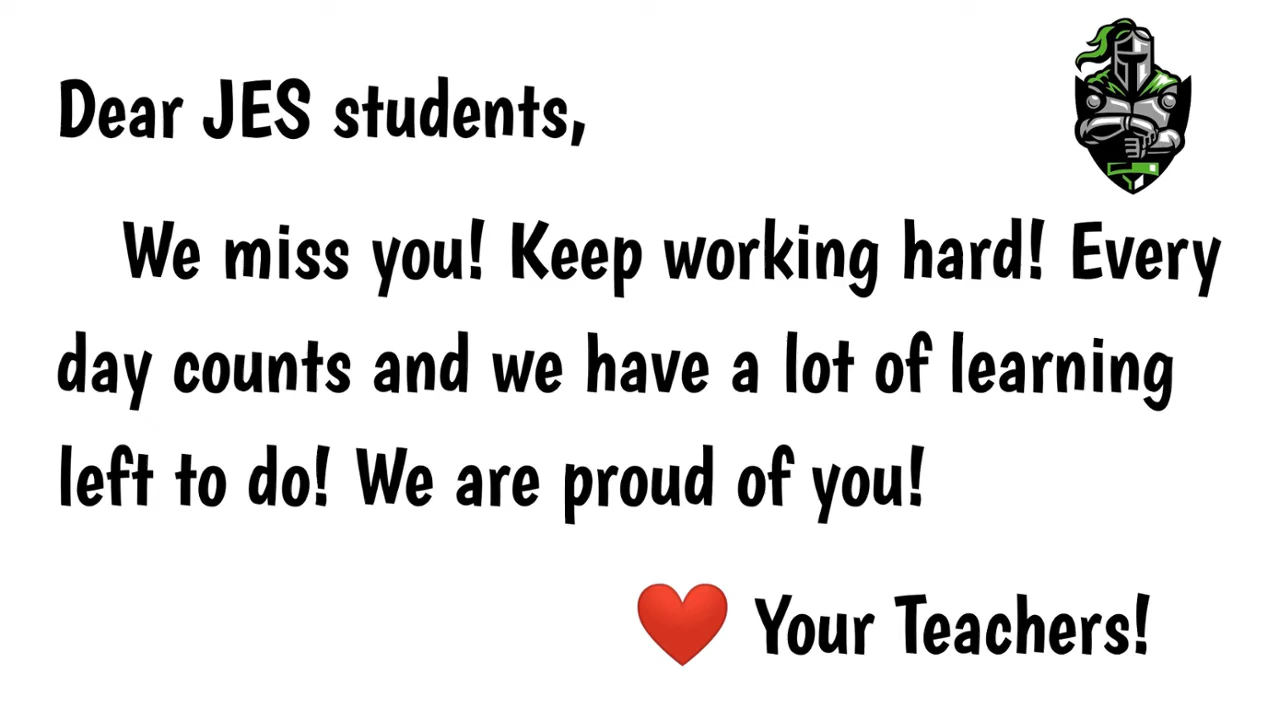 Dear JES students,
We miss you! Keep working hard! Every
day counts and we have a lot of learning
left to do! We are proud of you!
❤️ Your Teachers!